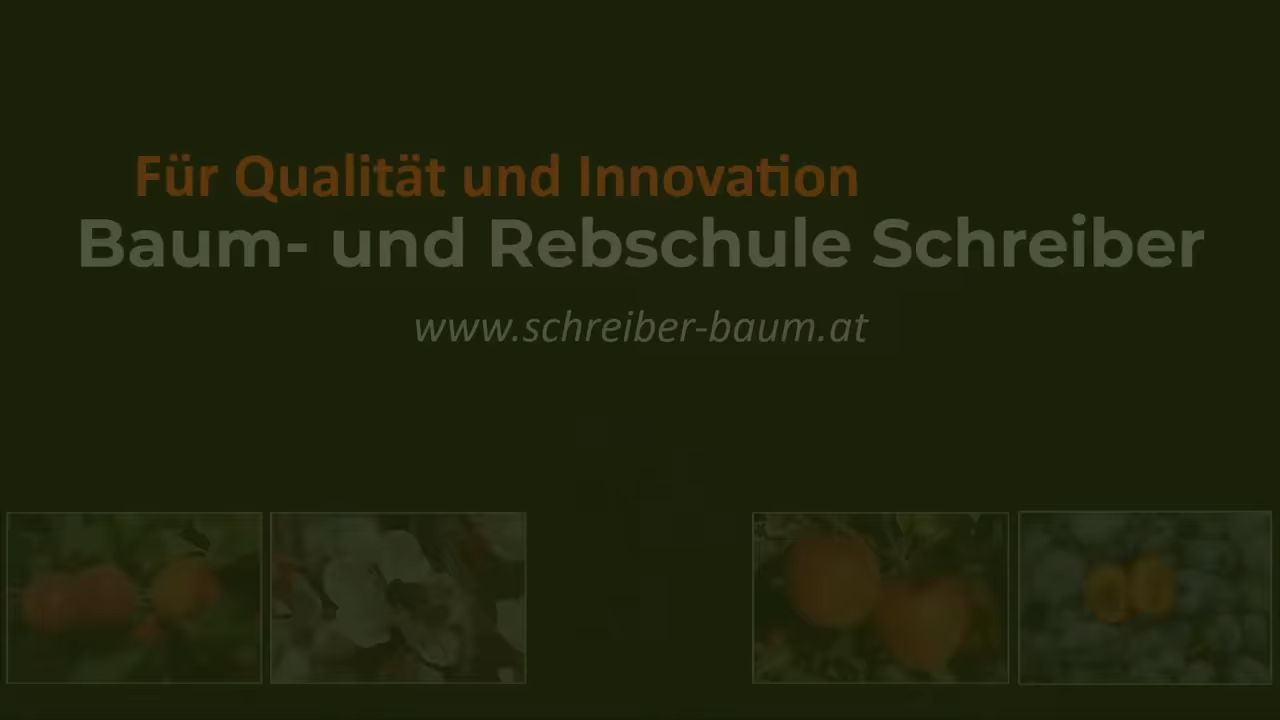 Für Qualität und Innovation
Baum- und Rebschule Schreiber
www.schreiber-baum.at